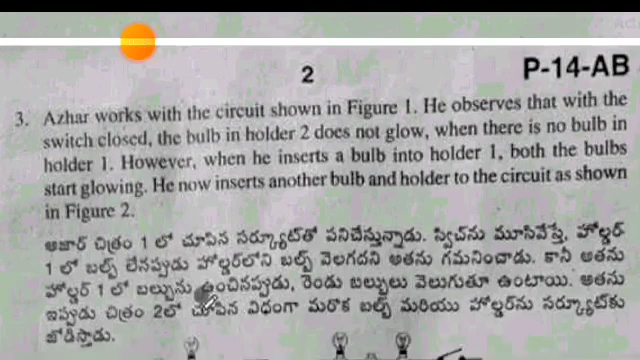 2
P-14-AB
3. Azhar works with the circuit shown in Figure 1. He observes that with the
switch closed, the bulb in holder 2 does not glow, when there is no bulb in
holder 1. However, when he inserts a bulb into holder 1, both the bulbs
start glowing. He now inserts another bulb and holder to the circuit as shown
in Figure 2.
అజార్ చిత్రం 1 లో చూపిన సర్క్యూట్‌తో పనిచేస్తున్నాడు. స్విచ్‌ను మూసివేస్తే, హోల్డర్
1 లో బల్బ్ లేనప్పుడు హోల్డర్‌లోని బల్బ్ వెలగదని అతను గమనించాడు. కానీ అతను
హోల్డర్ 1 లో బల్బును ఉంచినప్పుడు, రెండు బల్బులు వెలుగుతూ ఉంటాయి. అతను
ఇప్పుడు చిత్రం 2లో చూపిన విధంగా మరొక బల్బ్ మరియు హోల్డర్‌ను సర్క్యూట్‌కు
జోడిస్తాడు.